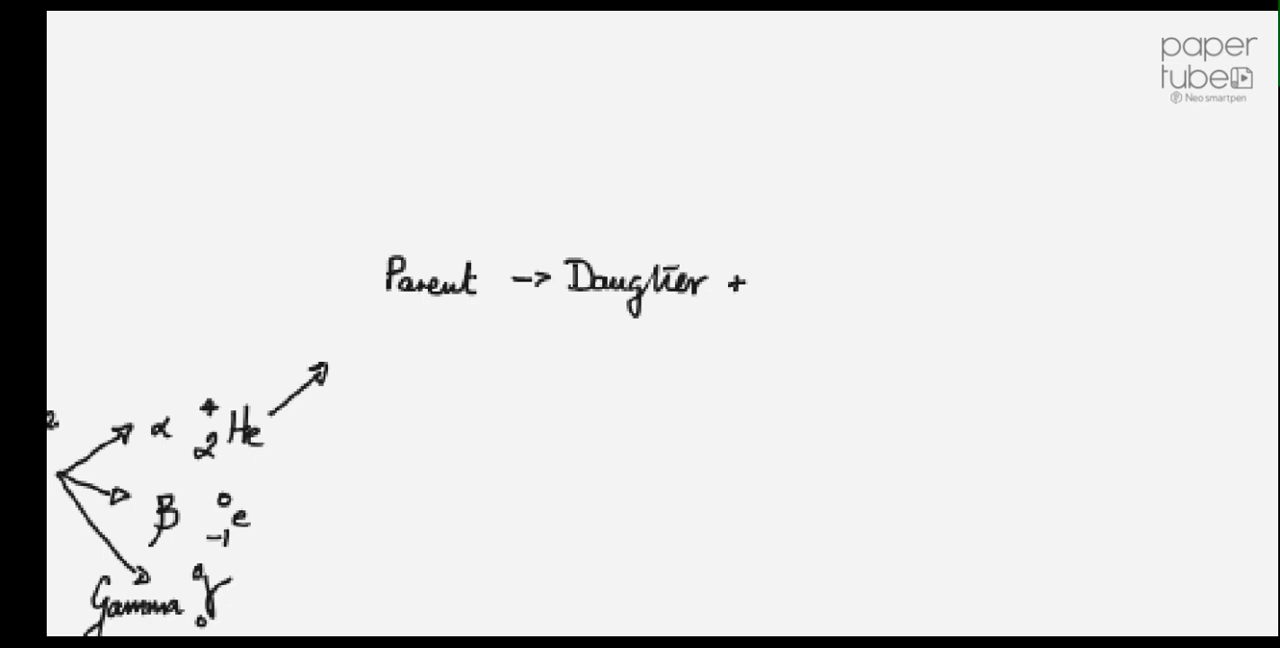 paper
tube
Neo smartpen
Parent -> Daughter +
α ⁴₂He
β ⁰₋₁e
Gamma ⁰₀γ